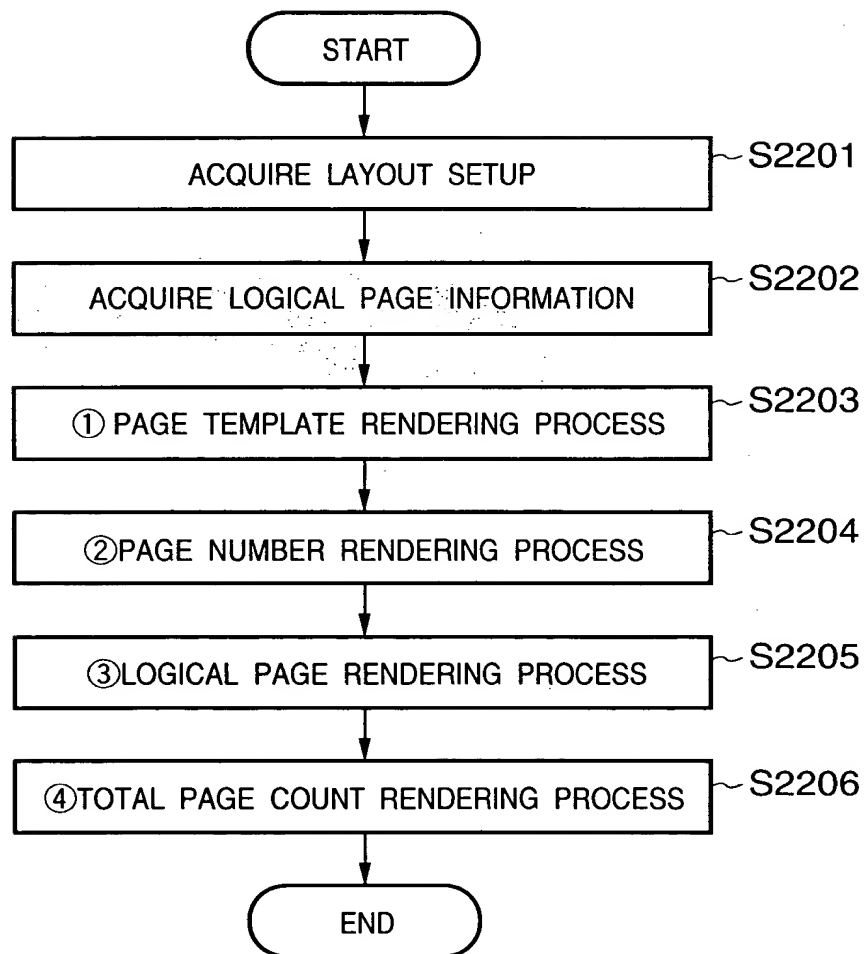 START
ACQUIRE LAYOUT SETUP
S2201
ACQUIRE LOGICAL PAGE INFORMATION
S2202
① PAGE TEMPLATE RENDERING PROCESS
S2203
②PAGE NUMBER RENDERING PROCESS
S2204
③LOGICAL PAGE RENDERING PROCESS
S2205
④TOTAL PAGE COUNT RENDERING PROCESS
S2206
END